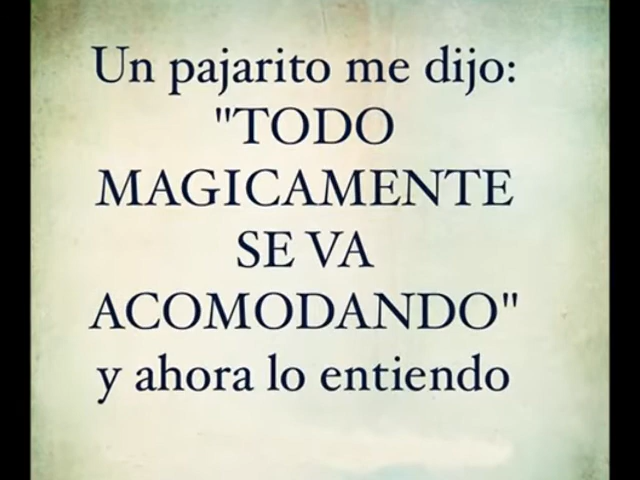 Un pajarito me dijo:
"TODO
MAGICAMENTE
SE VA
ACOMODANDO"
y ahora lo entiendo